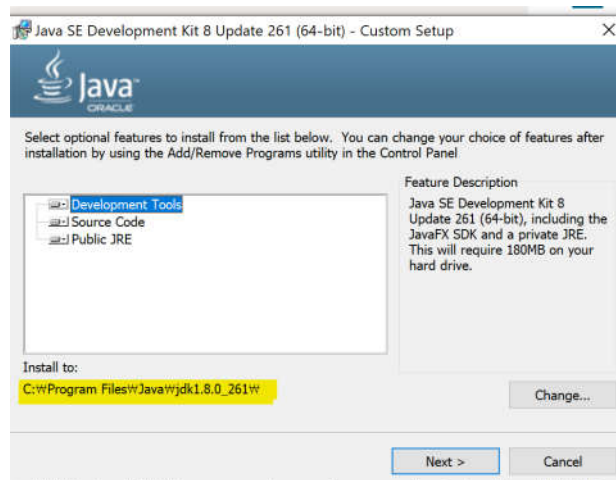 Java SE Development Kit 8 Update 261 (64-bit) - Custom Setup
Java
ORACLE
Select optional features to install from the list below. You can change your choice of features after
installation by using the Add/Remove Programs utility in the Control Panel
Development Tools
Source Code
Public JRE
Feature Description
Java SE Development Kit 8
Update 261 (64-bit), including the
JavaFX SDK and a private JRE.
This will require 180MB on your
hard drive.
Install to:
C:₩Program Files₩Java₩jdk1.8.0_261₩
Change...
Next >
Cancel